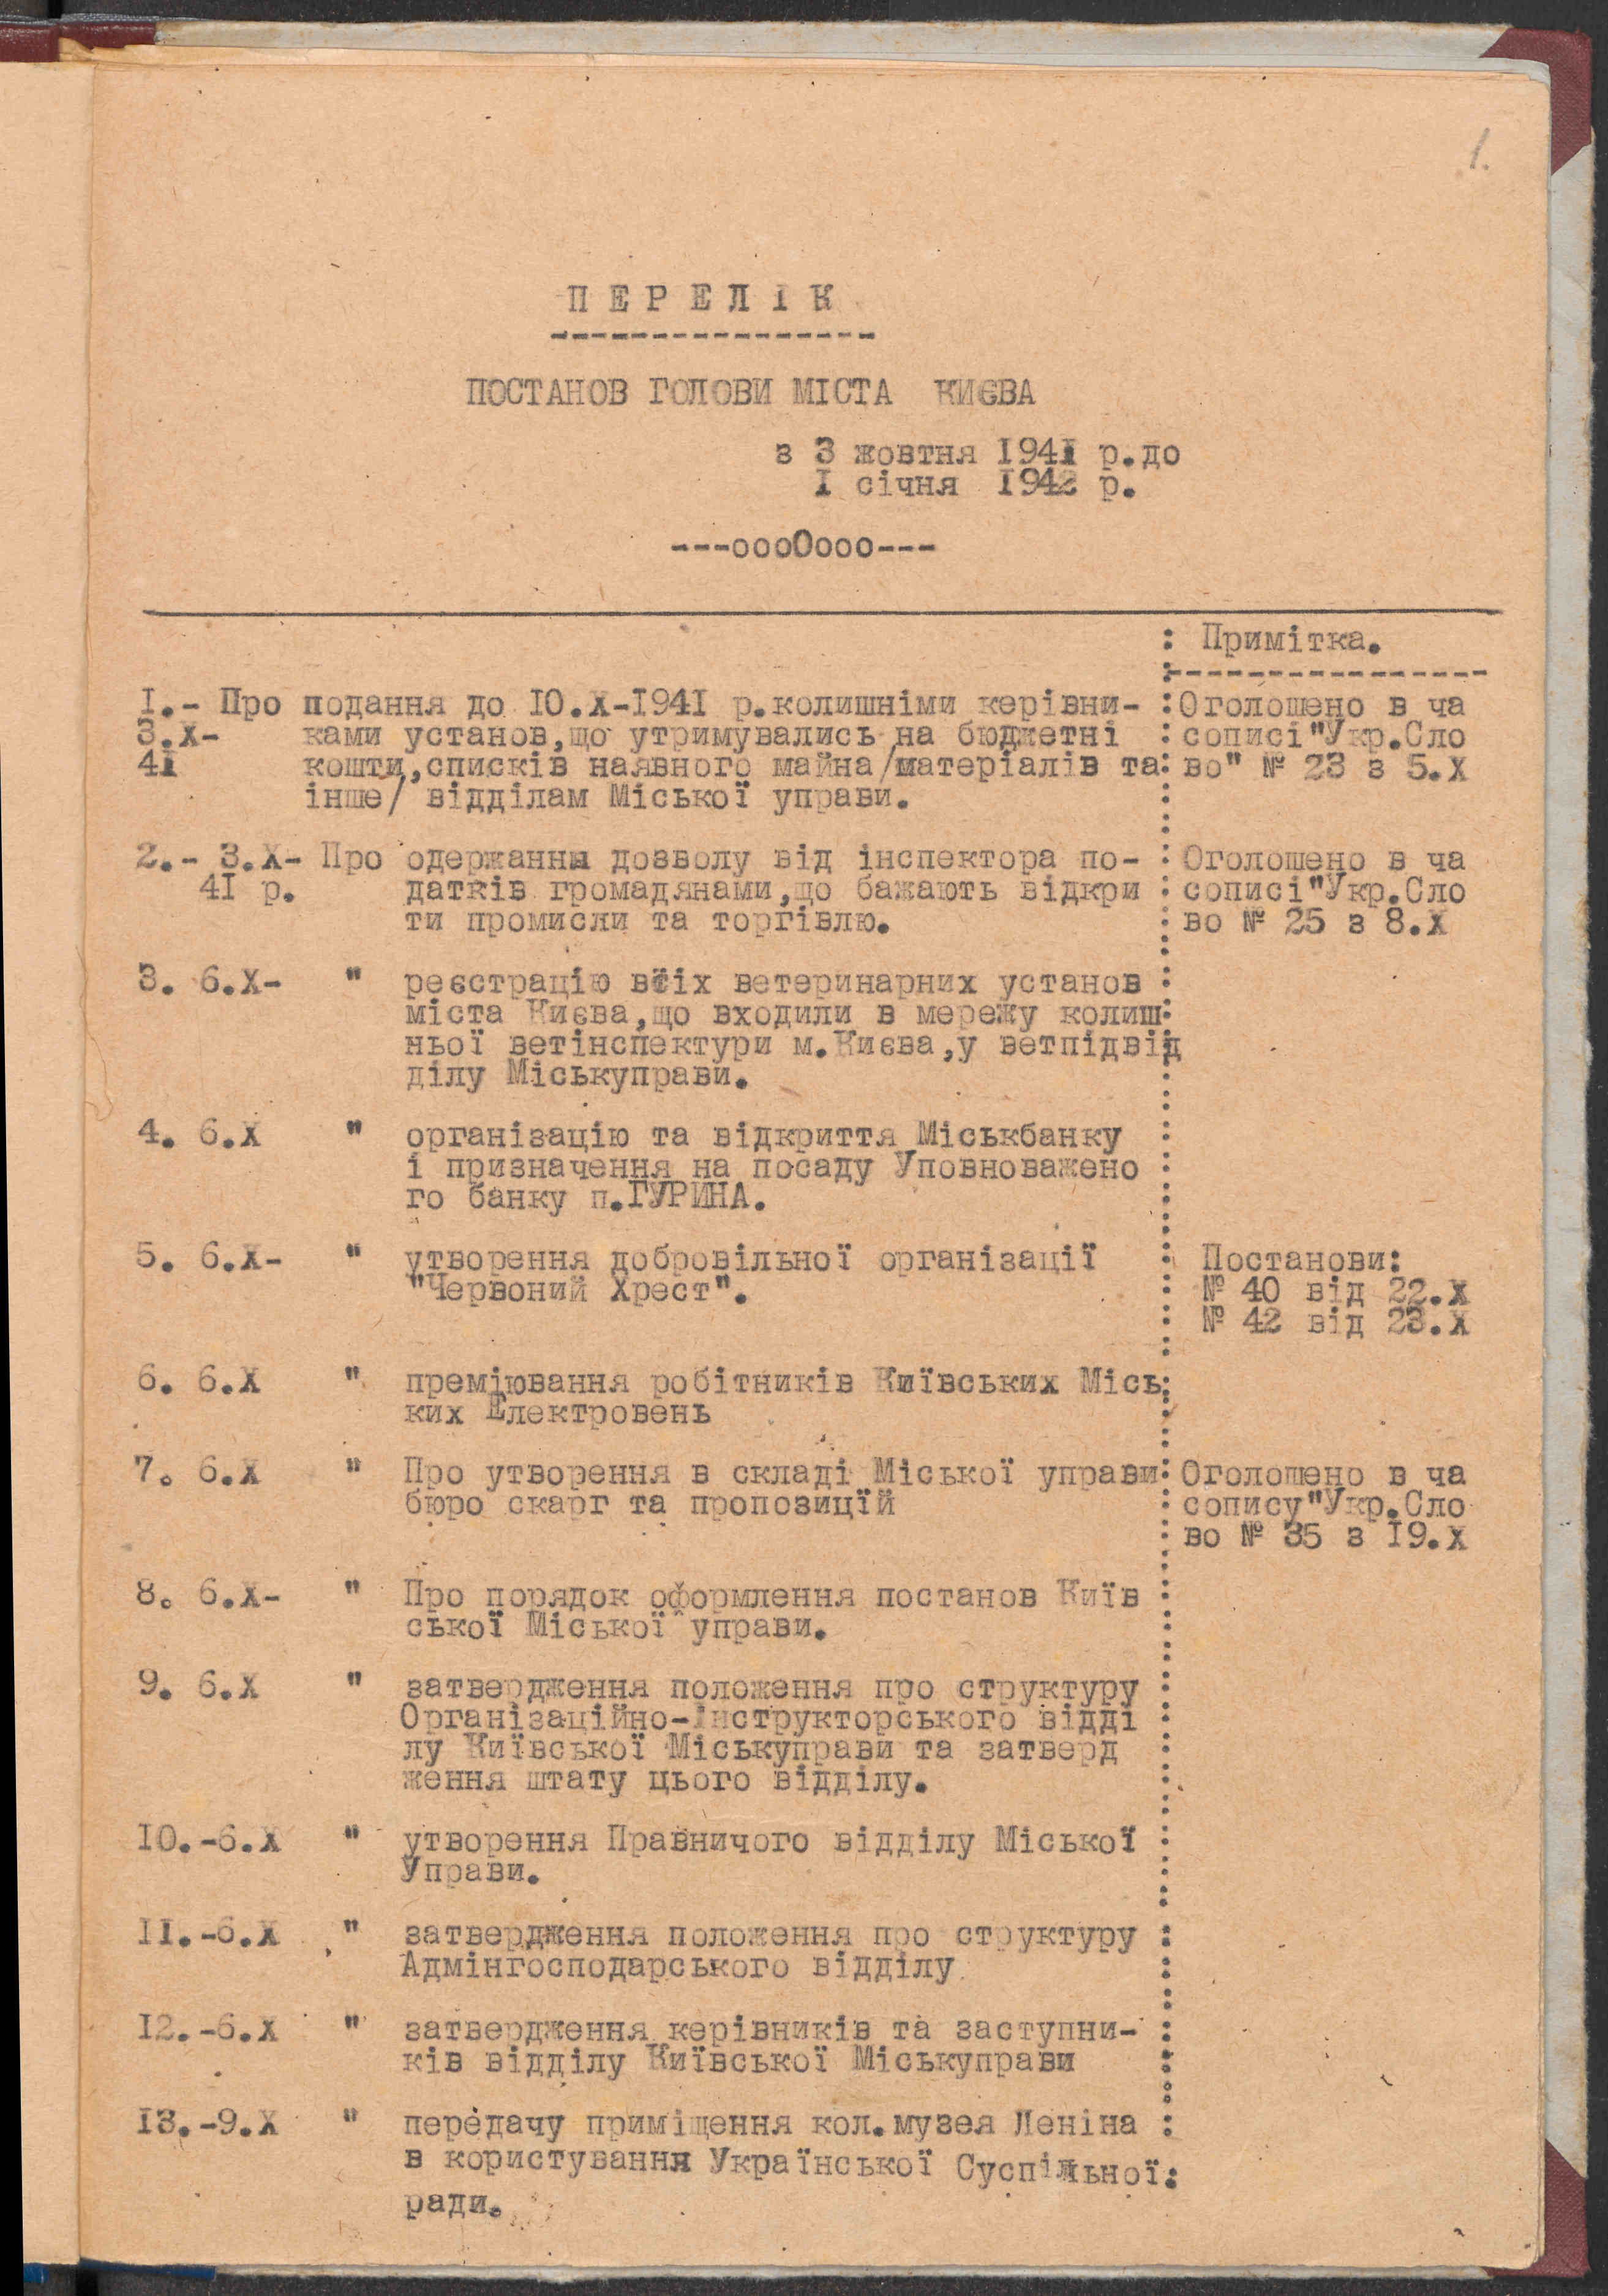 1.
ПЕРЕЛІК
ПОСТАНОВ ГОЛОВИ МІСТА КИЄВА
з 3 жовтня 1941 р.до
1 січня 1942 р.
---оооОооо---
: Примітка.
1.- Про подання до 10.X-1941 р.колишніми керівни- : Оголошено в ча
3.X- ками установ,що утримувались на бюджетні : сописі "Укр.Сло
41 кошти,списків наявного майна/матеріалів та: во" № 23 з 5.X
інше/ відділам Міської управи.
2.- 3.X- Про одержання дозволу від інспектора по- : Оголошено в ча
41 р. датків громадянами,що бажають відкри : сописі "Укр.Сло
ти промисли та торгівлю. : во № 25 з 8.X
3. 6.X- " реєстрацію всіх ветеринарних установ :
міста Києва,що входили в мережу колиш:
ньої ветінспектури м.Києва,у ветпідвід
ділу Міськуправи.
4. 6.X " організацію та відкриття Міськбанку :
і призначення на посаду Уповноважено :
го банку п.ГУРИНА.
5. 6.X- " утворення добровільної організації : Постанови:
"Червоний Хрест". : № 40 від 22.X
: № 42 від 23.X
6. 6.X " преміювання робітників Київських Місь:
ких Електровень
7. 6.X " Про утворення в складі Міської управи: Оголошено в ча
бюро скарг та пропозицїй : сопису "Укр.Сло
: во № 35 з 19.X
8. 6.X- " Про порядок оформлення постанов Київ :
ської Міської управи.
9. 6.X " затвердження положення про структуру :
Організаційно-Інструкторського відді :
лу Київської Міськуправи та затверд :
ження штату цього відділу.
10.-6.X " утворення Правничого відділу Міської :
Управи.
11.-6.X " затвердження положення про структуру :
Адмінгосподарського відділу :
12.-6.X " затвердження керівників та заступни- :
ків відділу Київської Міськуправи :
13.-9.X " передачу приміщення кол.музея Леніна :
в користування Української Суспільної:
ради.